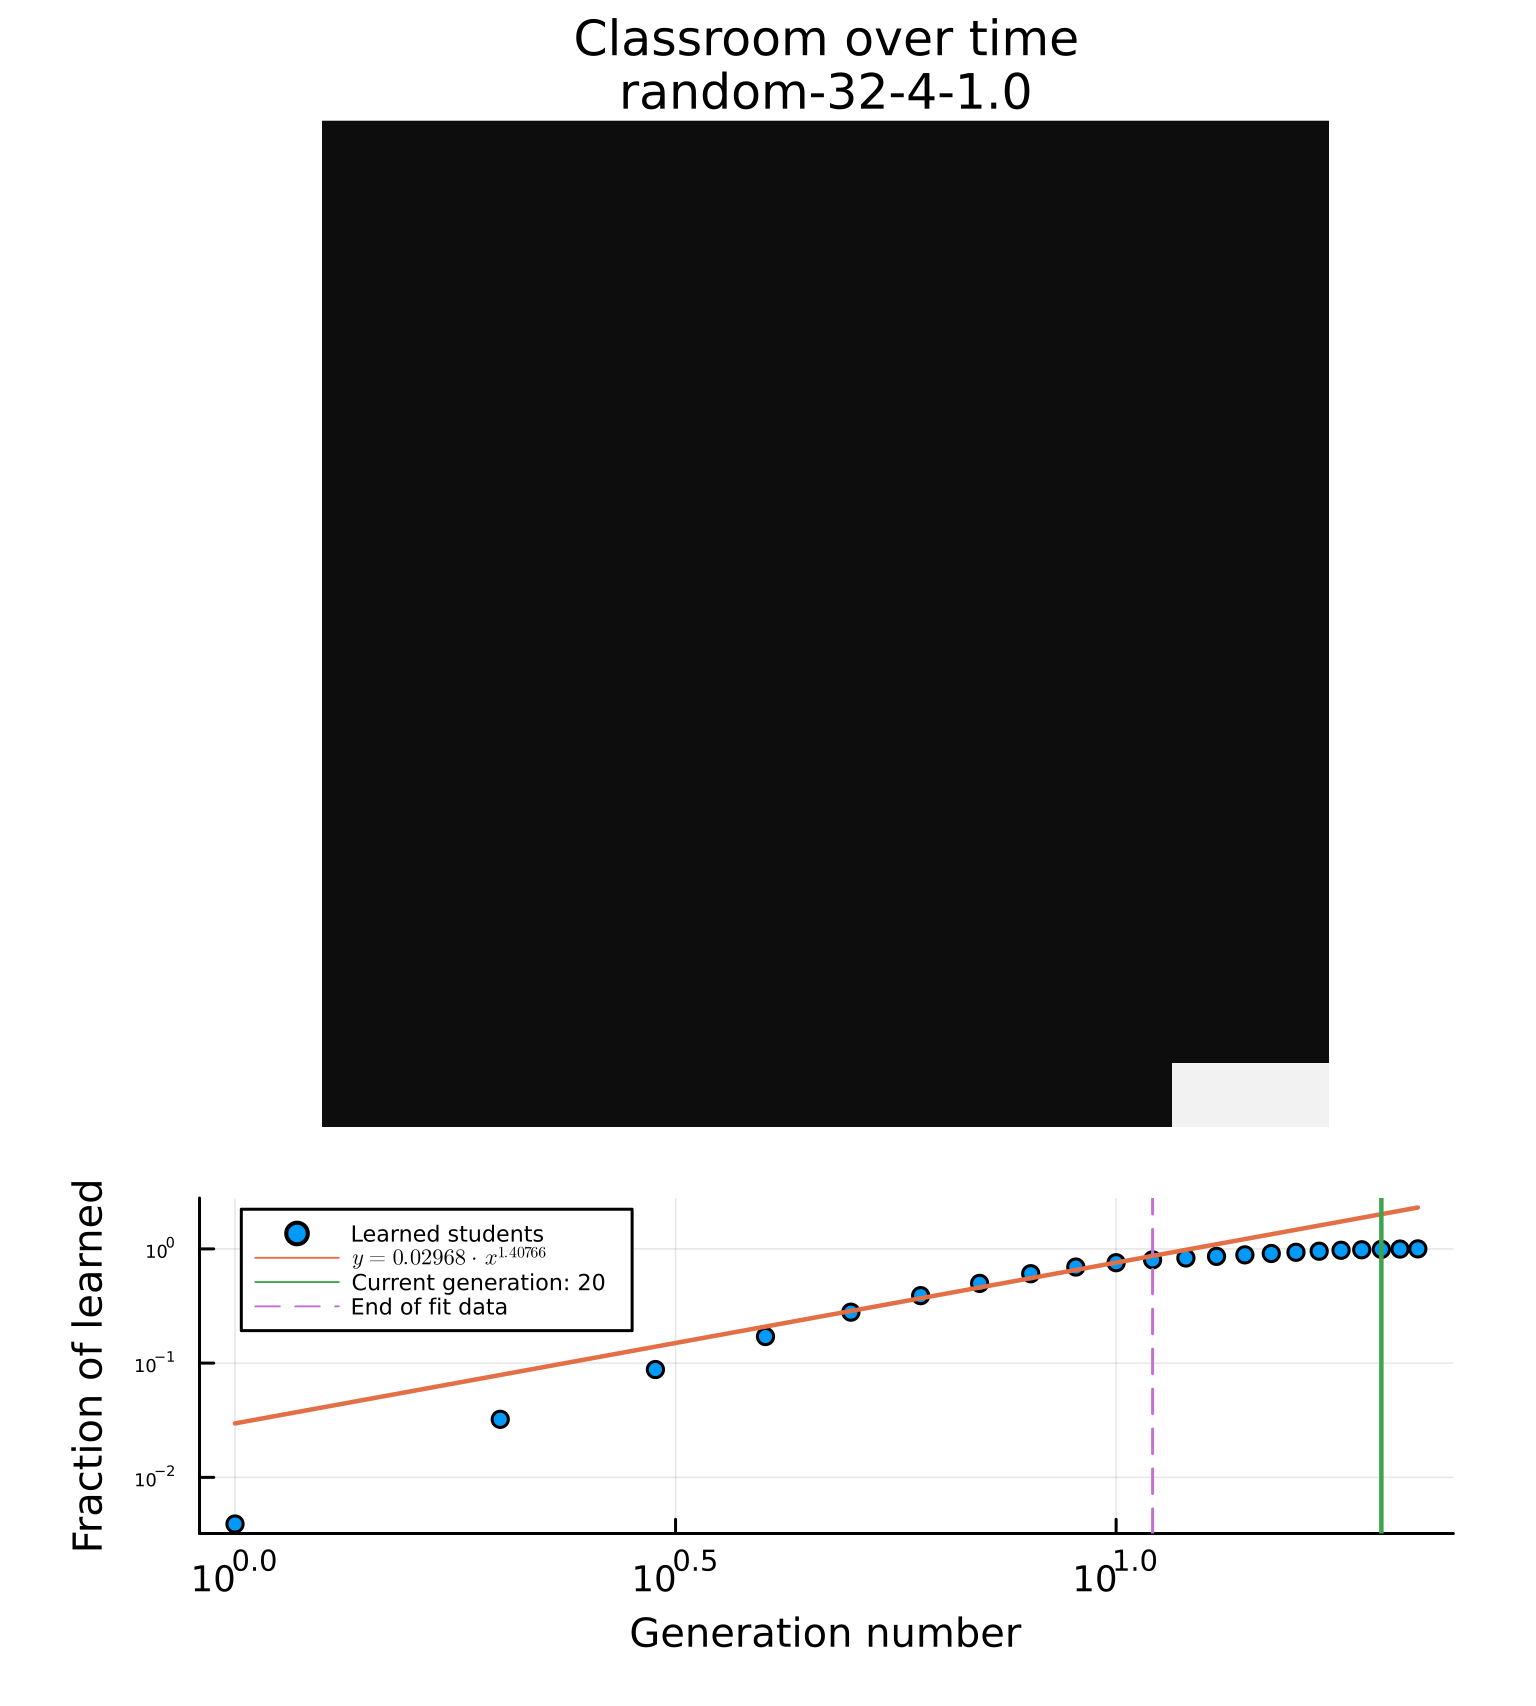 Classroom over time
random-32-4-1.0
Fraction of learned
10^0
10^-1
10^-2
Learned students
y = 0.02968 · x^1.40766
Current generation: 20
End of fit data
10^0.0
10^0.5
10^1.0
Generation number